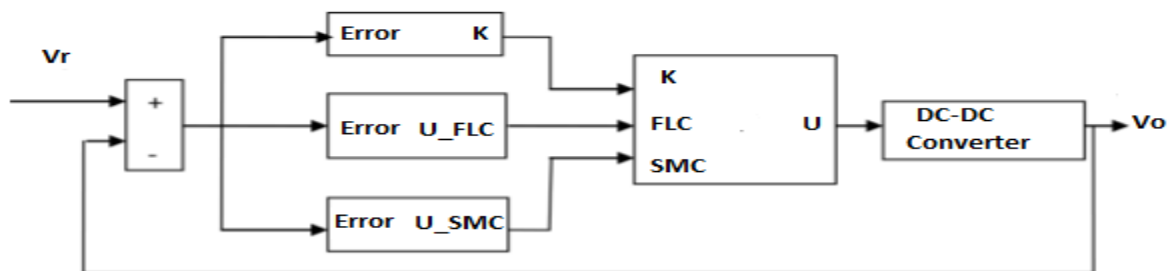 Vr
+
-
Error K
Error U_FLC
Error U_SMC
K
FLC U
SMC
DC-DC
Converter
Vo